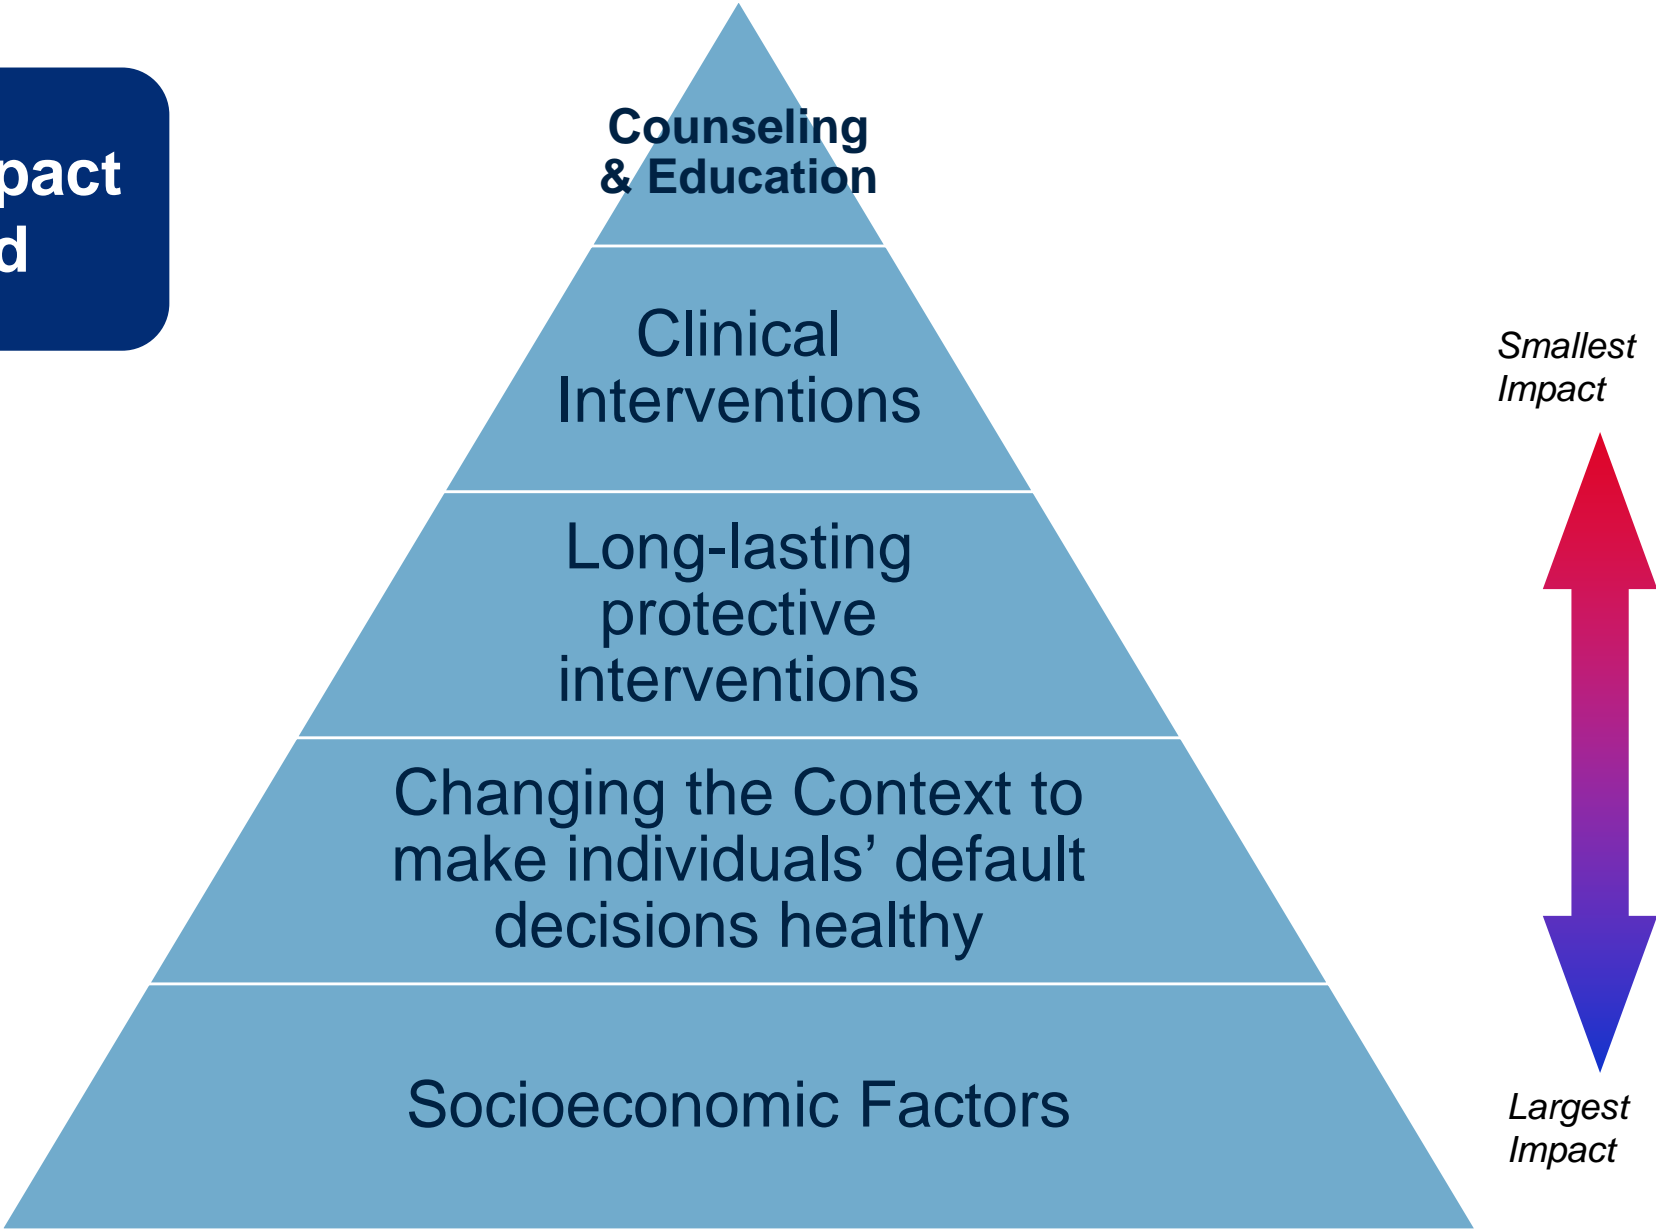 pact
d
Counseling
& Education
Clinical
Interventions
Long-lasting
protective
interventions
Changing the Context to
make individuals’ default
decisions healthy
Socioeconomic Factors
Smallest
Impact
Largest
Impact